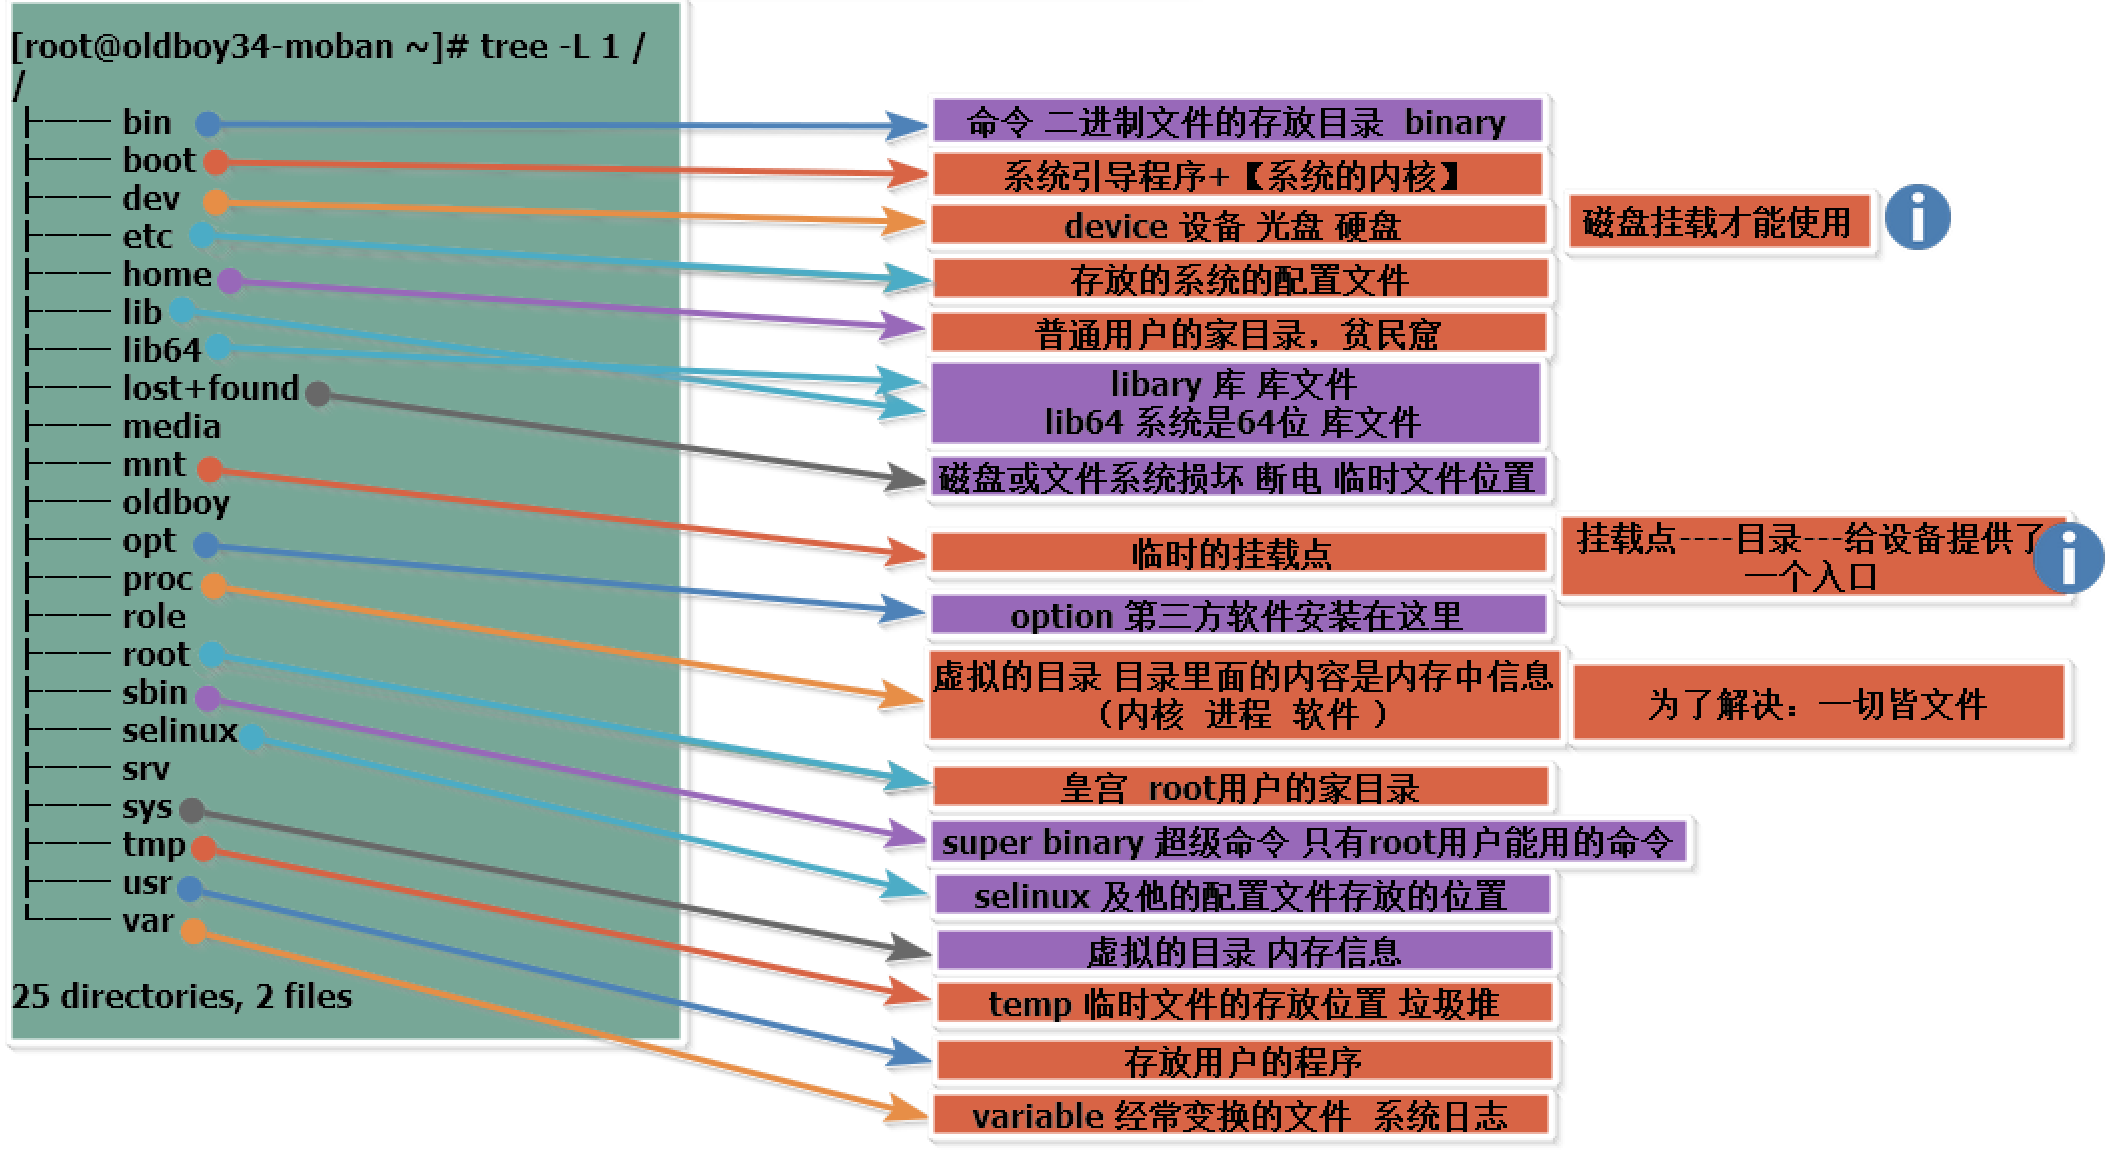 [root@oldboy34-moban ~]# tree -L 1 /
/
├─── bin
├─── boot
├─── dev
├─── etc
├─── home
├─── lib
├─── lib64
├─── lost+found
├─── media
├─── mnt
├─── oldboy
├─── opt
├─── proc
├─── role
├─── root
├─── sbin
├─── selinux
├─── srv
├─── sys
├─── tmp
├─── usr
└─── var
25 directories, 2 files
命令 二进制文件的存放目录 binary
系统引导程序+【系统的内核】
device 设备 光盘 硬盘
磁盘挂载才能使用
存放的系统的配置文件
普通用户的家目录，贫民窟
libary 库 库文件
lib64 系统是64位 库文件
磁盘或文件系统损坏 断电 临时文件位置
临时的挂载点
挂载点----目录---给设备提供了
一个入口
option 第三方软件安装在这里
虚拟的目录 目录里面的内容是内存中信息
（内核 进程 软件 ）
为了解决：一切皆文件
皇宫 root用户的家目录
super binary 超级命令 只有root用户能用的命令
selinux 及他的配置文件存放的位置
虚拟的目录 内存信息
temp 临时文件的存放位置 垃圾堆
存放用户的程序
variable 经常变换的文件 系统日志